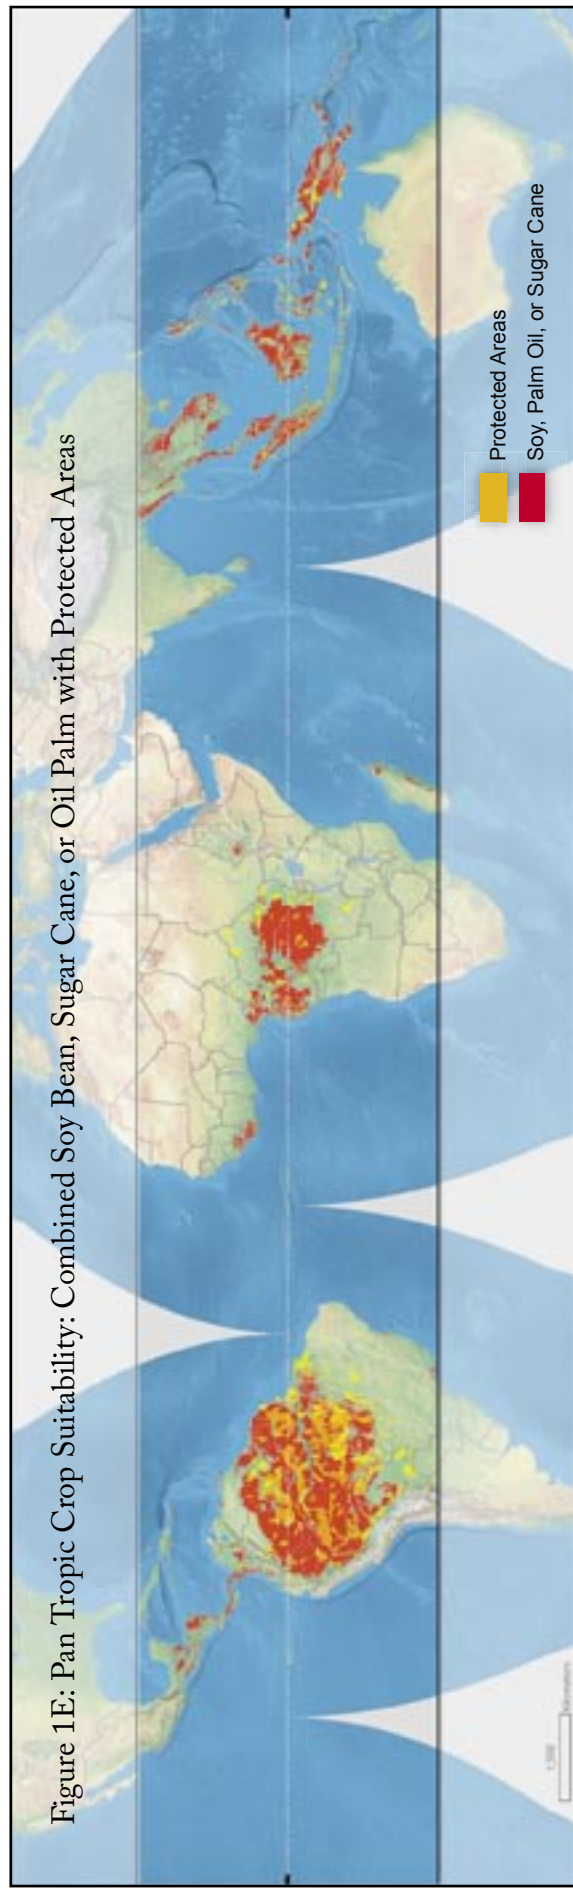 Figure 1E: Pan Tropic Crop Suitability: Combined Soy Bean, Sugar Cane, or Oil Palm with Protected Areas
Protected Areas
Soy, Palm Oil, or Sugar Cane
Kilometers